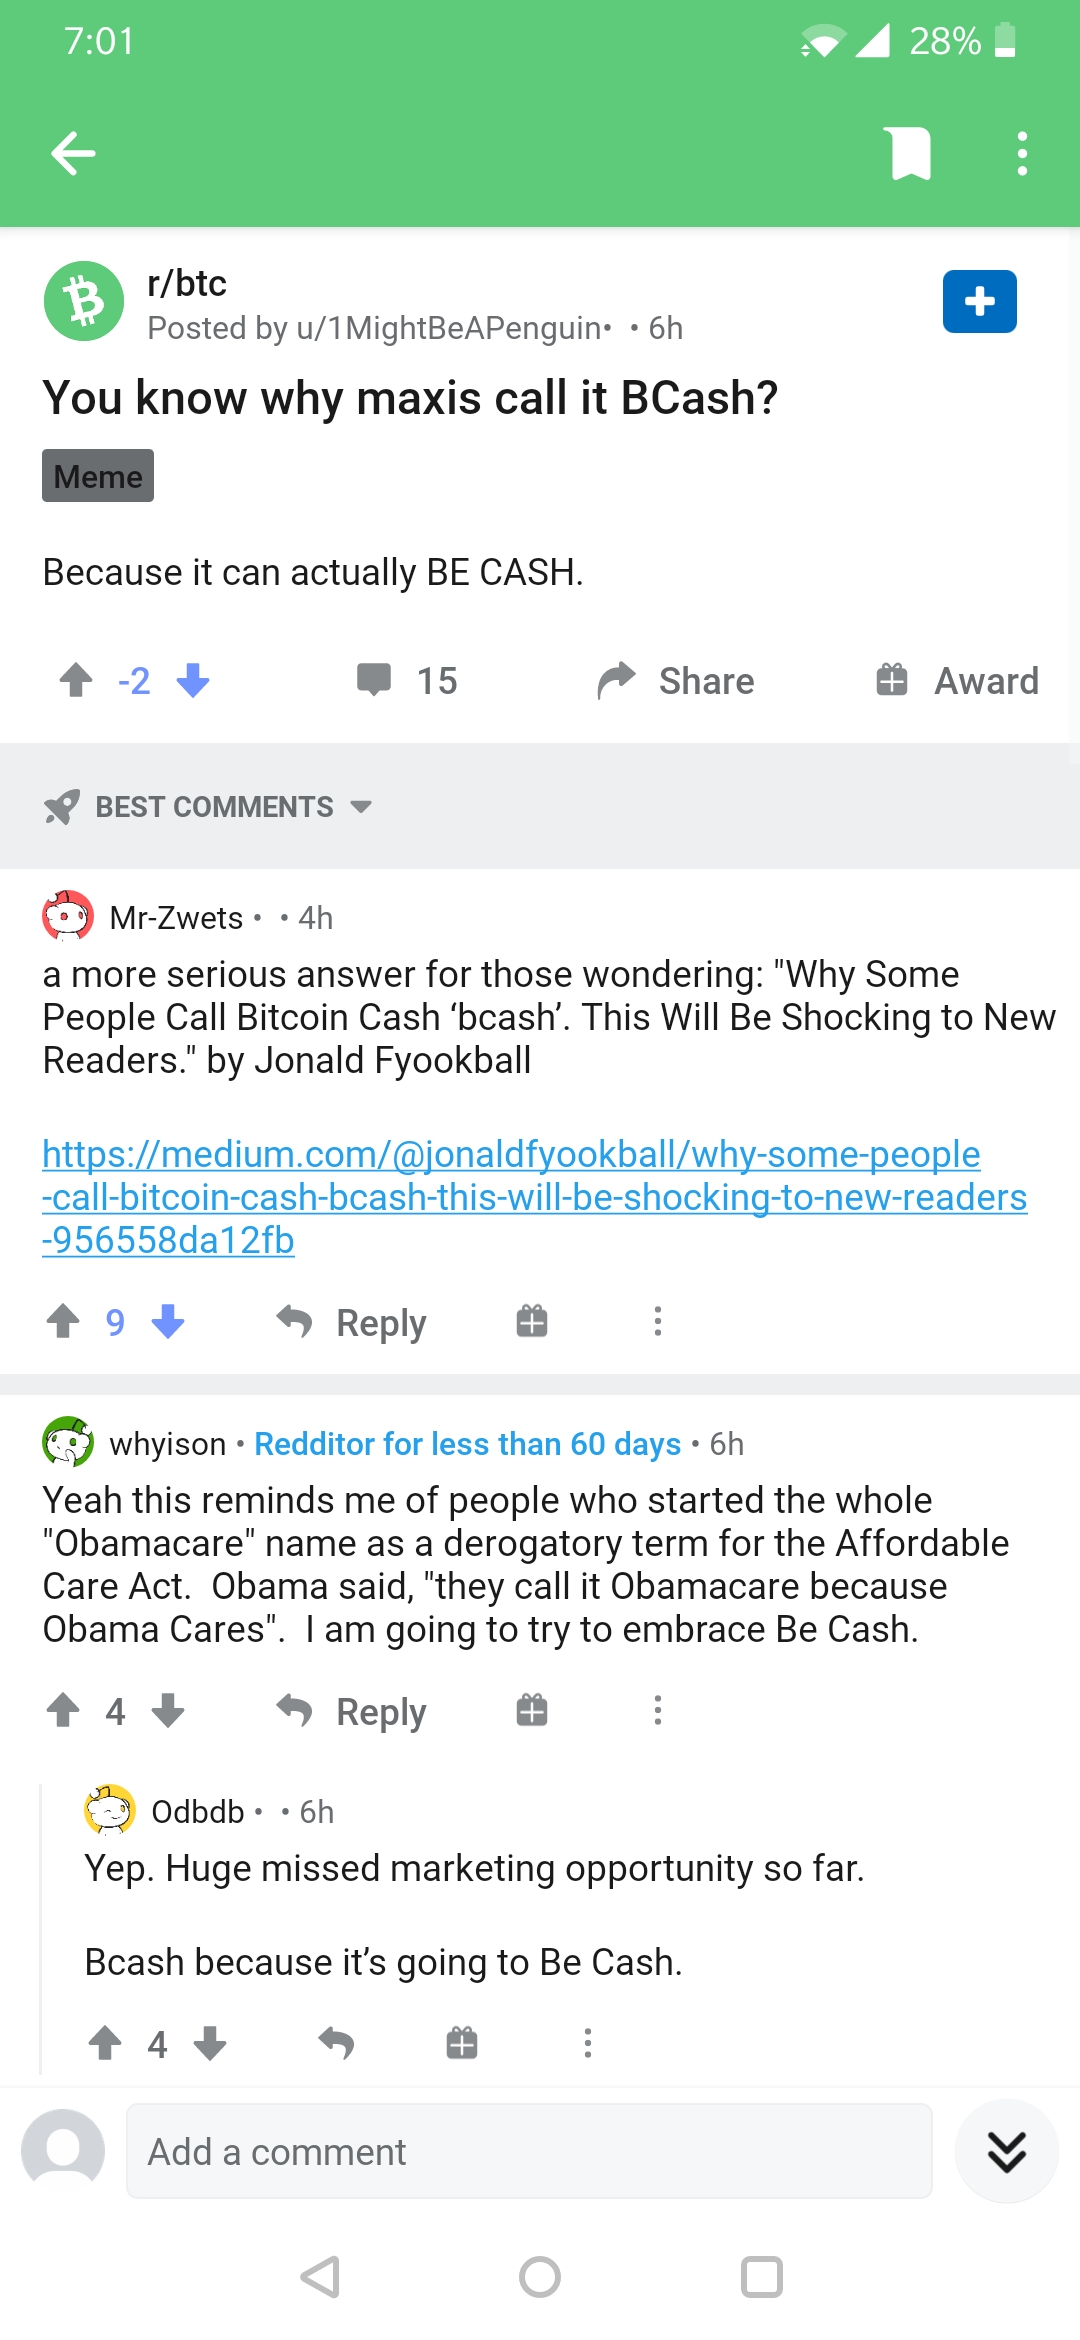 7:01
28%
r/btc
Posted by u/1MightBeAPenguin• • 6h
You know why maxis call it BCash?
Meme
Because it can actually BE CASH.
-2
15
Share
Award
BEST COMMENTS
Mr-Zwets • • 4h
a more serious answer for those wondering: "Why Some
People Call Bitcoin Cash ‘bcash’. This Will Be Shocking to New
Readers." by Jonald Fyookball
https://medium.com/@jonaldfyookball/why-some-people
-call-bitcoin-cash-bcash-this-will-be-shocking-to-new-readers
-956558da12fb
9
Reply
whyison • Redditor for less than 60 days • 6h
Yeah this reminds me of people who started the whole
"Obamacare" name as a derogatory term for the Affordable
Care Act.  Obama said, "they call it Obamacare because
Obama Cares".  I am going to try to embrace Be Cash.
4
Reply
Odbdb • • 6h
Yep. Huge missed marketing opportunity so far.
Bcash because it’s going to Be Cash.
4
Add a comment